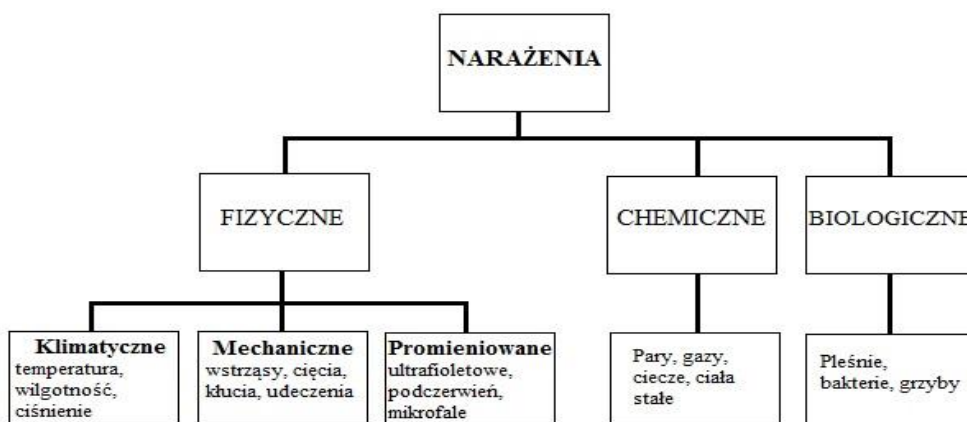 NARAŻENIA
FIZYCZNE
CHEMICZNE
BIOLOGICZNE
Klimatyczne
temperatura,
wilgotność,
ciśnienie
Mechaniczne
wstrząsy, cięcia,
kłucia, udeczenia
Promieniowane
ultrafioletowe,
podczerwień,
mikrofale
Pary, gazy,
ciecze, ciała
stałe
Pleśnie,
bakterie, grzyby